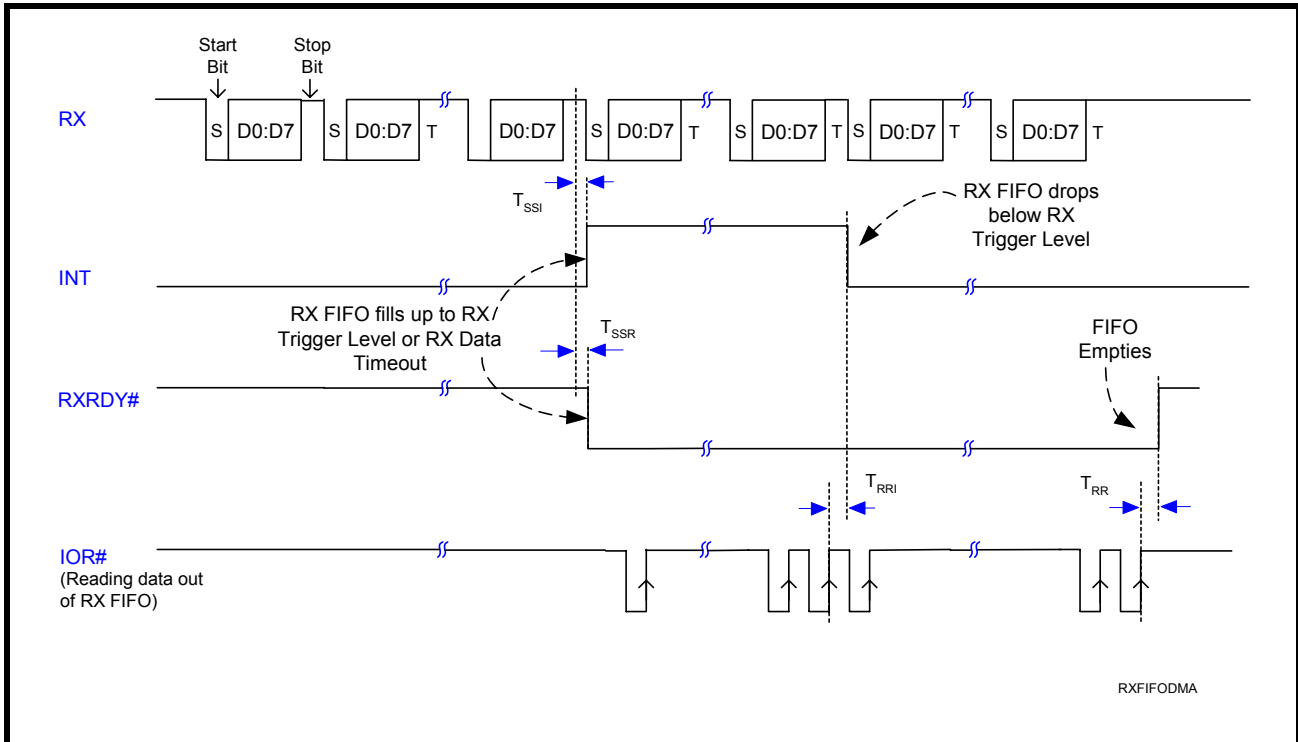 Start
Bit
Stop
Bit
RX
S D0:D7 S D0:D7 T D0:D7 S D0:D7 T S D0:D7 T S D0:D7 T S D0:D7 T
TSSI
RX FIFO drops
below RX
Trigger Level
INT
RX FIFO fills up to RX
Trigger Level or RX Data
Timeout
TSSR
FIFO
Empties
RXRDY#
TRRI
TRR
IOR#
(Reading data out
of RX FIFO)
RXFIFODMA